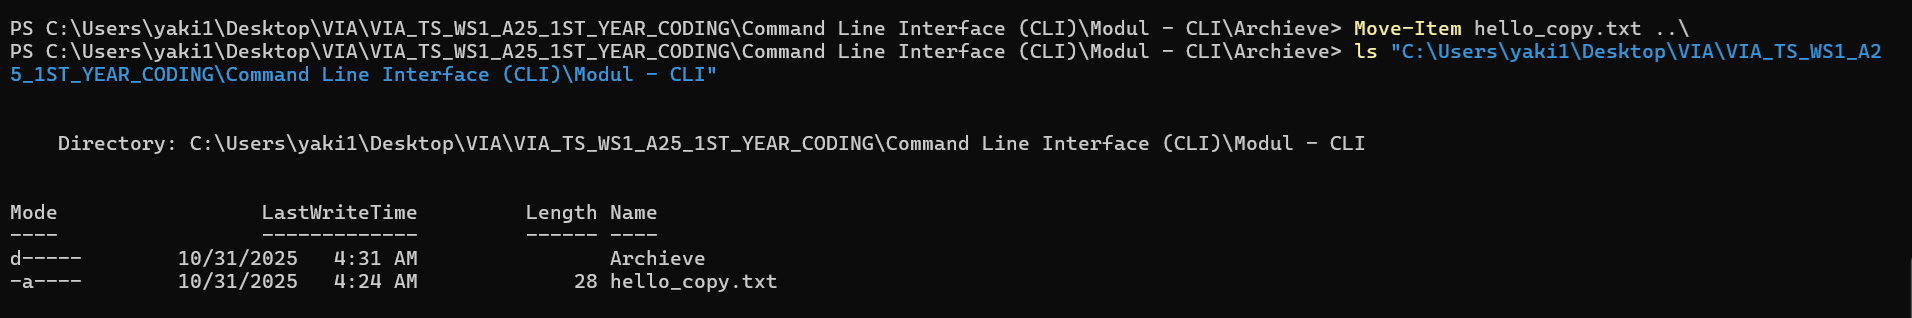 PS C:\Users\yaki1\Desktop\VIA\VIA_TS_WS1_A25_1ST_YEAR_CODING\Command Line Interface (CLI)\Modul - CLI\Archieve> Move-Item hello_copy.txt ..\
PS C:\Users\yaki1\Desktop\VIA\VIA_TS_WS1_A25_1ST_YEAR_CODING\Command Line Interface (CLI)\Modul - CLI\Archieve> ls "C:\Users\yaki1\Desktop\VIA\VIA_TS_WS1_A2
5_1ST_YEAR_CODING\Command Line Interface (CLI)\Modul - CLI"
    Directory: C:\Users\yaki1\Desktop\VIA\VIA_TS_WS1_A25_1ST_YEAR_CODING\Command Line Interface (CLI)\Modul - CLI
Mode                 LastWriteTime         Length Name
----                 -------------         ------ ----
d-----        10/31/2025   4:31 AM                Archieve
-a----        10/31/2025   4:24 AM             28 hello_copy.txt